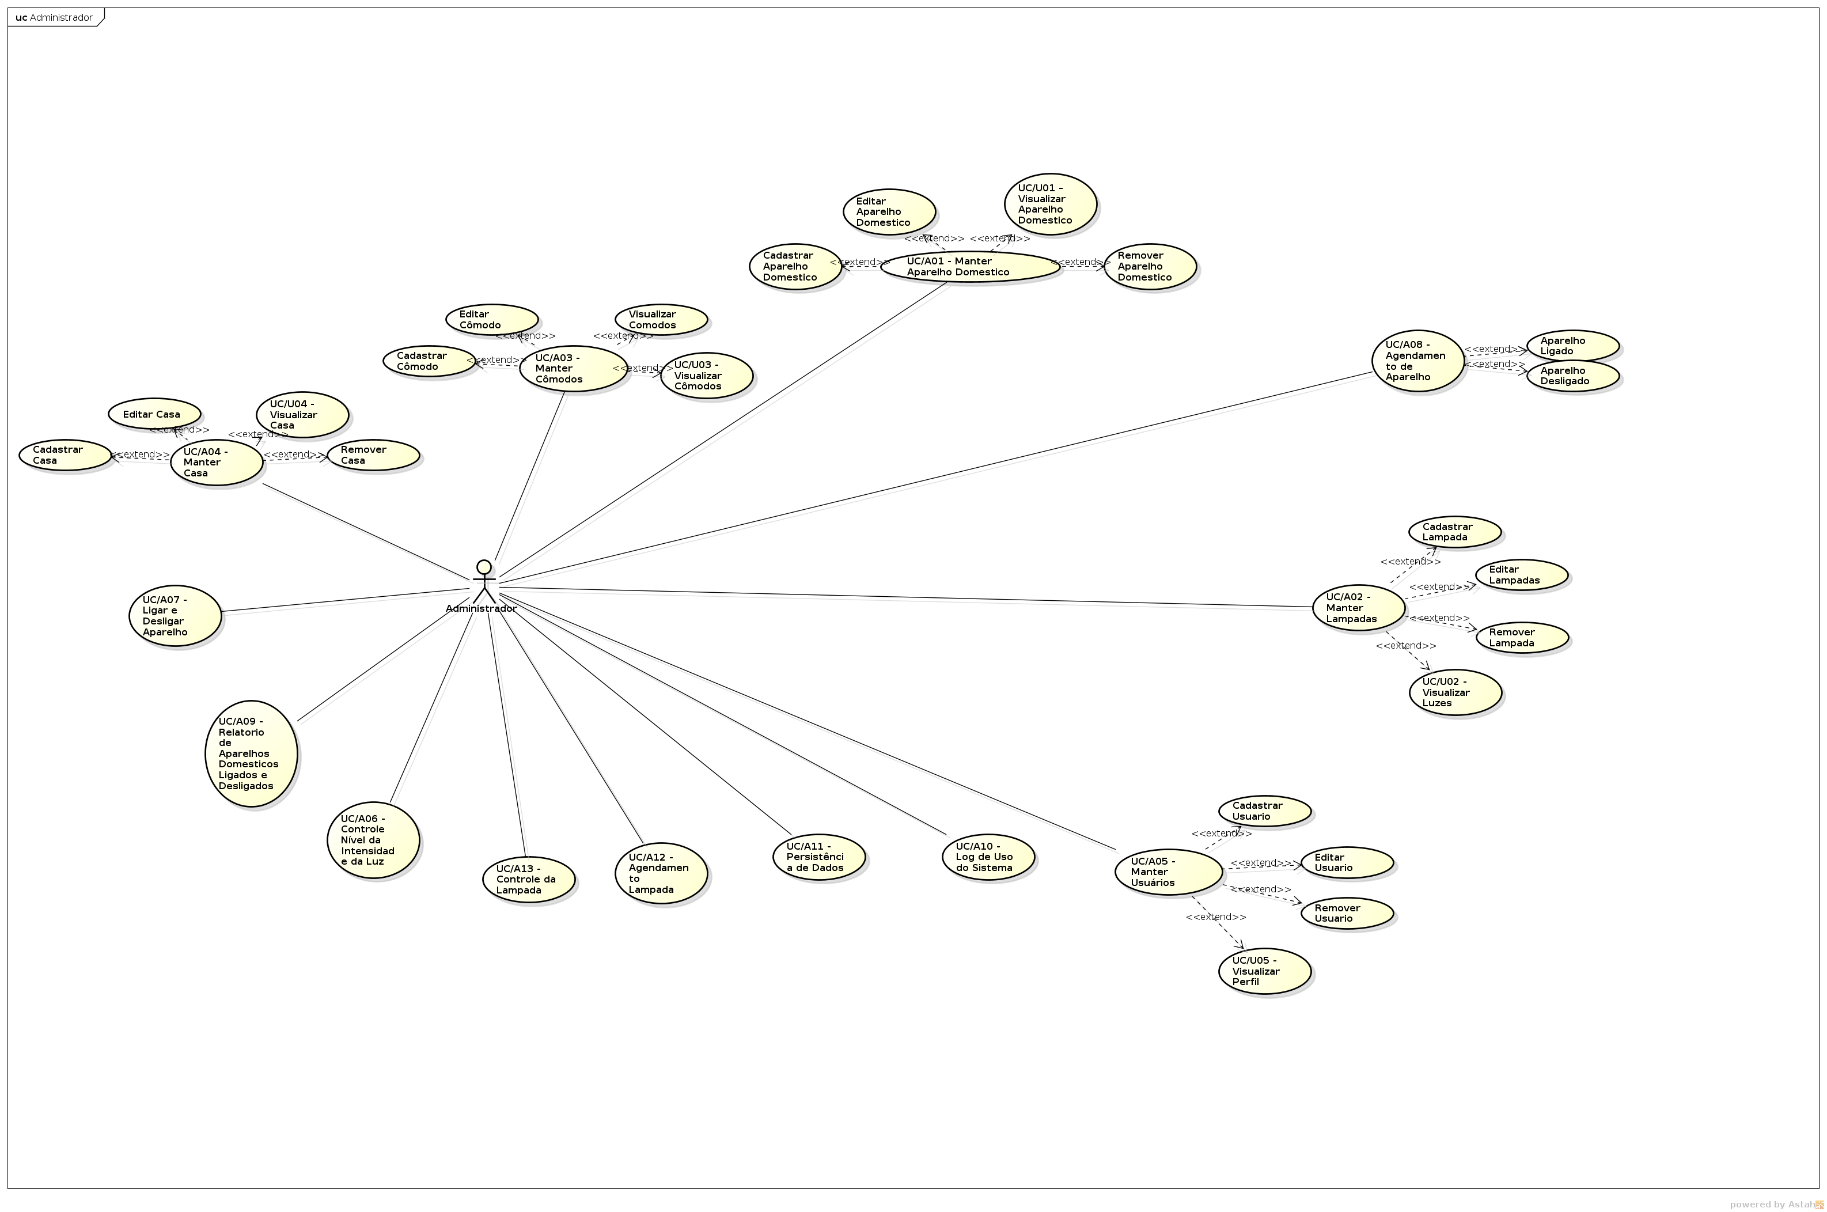 uc Administrador
Editar
Aparelho
Domestico
UC/U01 -
Visualizar
Aparelho
Domestico
<<extend>>
<<extend>>
Cadastrar
Aparelho
Domestico
<<extend>>
UC/A01 - Manter
Aparelho Domestico
<<extend>>
Remover
Aparelho
Domestico
Editar
Cômodo
Visualizar
Comodos
<<extend>>
<<extend>>
Cadastrar
Cômodo
<<extend>>
UC/A03 -
Manter
Cômodos
<<extend>>
UC/U03 -
Visualizar
Cômodos
UC/A08 -
Agendamen
to de
Aparelho
<<extend>>
Aparelho
Ligado
<<extend>>
Aparelho
Desligado
Editar Casa
UC/U04 -
Visualizar
Casa
<<extend>>
<<extend>>
Cadastrar
Casa
<<extend>>
UC/A04 -
Manter
Casa
<<extend>>
Remover
Casa
Cadastrar
Lampada
<<extend>>
Editar
Lampadas
<<extend>>
UC/A02 -
Manter
Lampadas
<<extend>>
Remover
Lampada
<<extend>>
UC/U02 -
Visualizar
Luzes
Administrador
UC/A07 -
Ligar e
Desligar
Aparelho
UC/A09 -
Relatorio
de
Aparelhos
Domesticos
Ligados e
Desligados
UC/A06 -
Controle
Nível da
Intensidad
e da Luz
UC/A13 -
Controle da
Lampada
UC/A12 -
Agendamen
to
Lampada
UC/A11 -
Persistênci
a de Dados
UC/A10 -
Log de Uso
do Sistema
Cadastrar
Usuario
<<extend>>
UC/A05 -
Manter
Usuários
<<extend>>
Editar
Usuario
<<extend>>
Remover
Usuario
<<extend>>
UC/U05 -
Visualizar
Perfil
powered by Astah